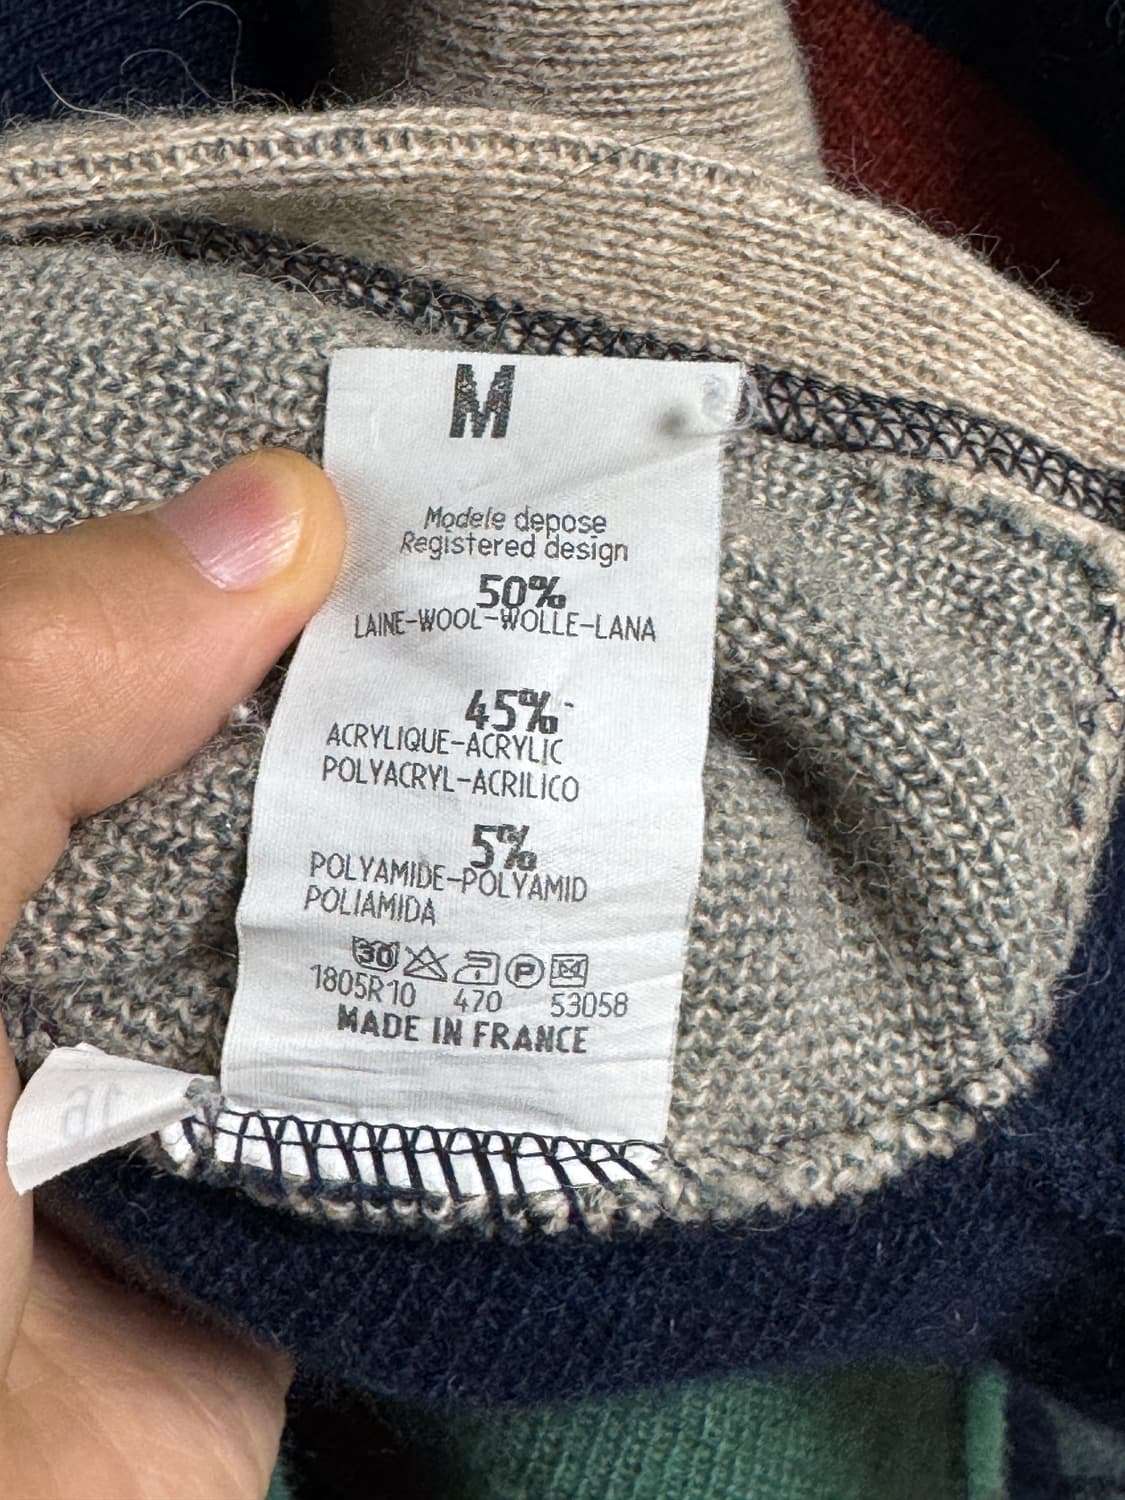 M
Modele depose
Registered design
50%
LAINE-WOOL-WOLLE-LANA
45%
ACRYLIQUE-ACRYLIC
POLYACRYL-ACRILICO
5%
POLYAMIDE-POLYAMID
POLIAMIDA
30 P
1805R10 470 53058
MADE IN FRANCE
16